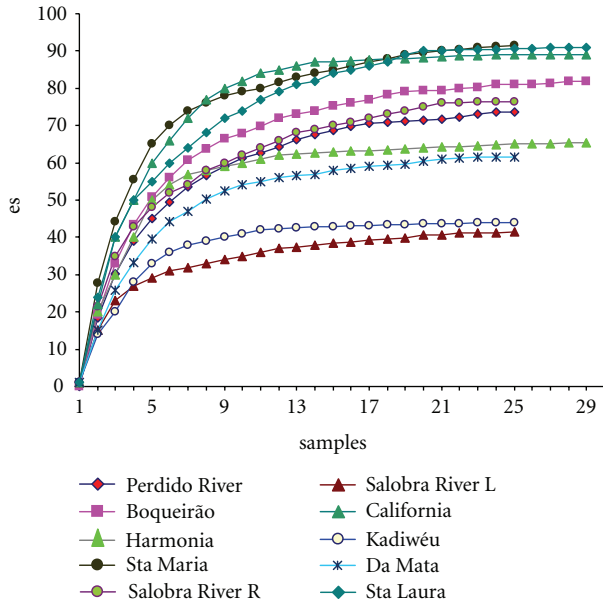 100
90
80
70
60
50
40
30
20
10
0
es
1 5 9 13 17 21 25 29
samples
Perdido River
Boqueirão
Harmonia
Sta Maria
Salobra River R
Salobra River L
California
Kadiwéu
Da Mata
Sta Laura